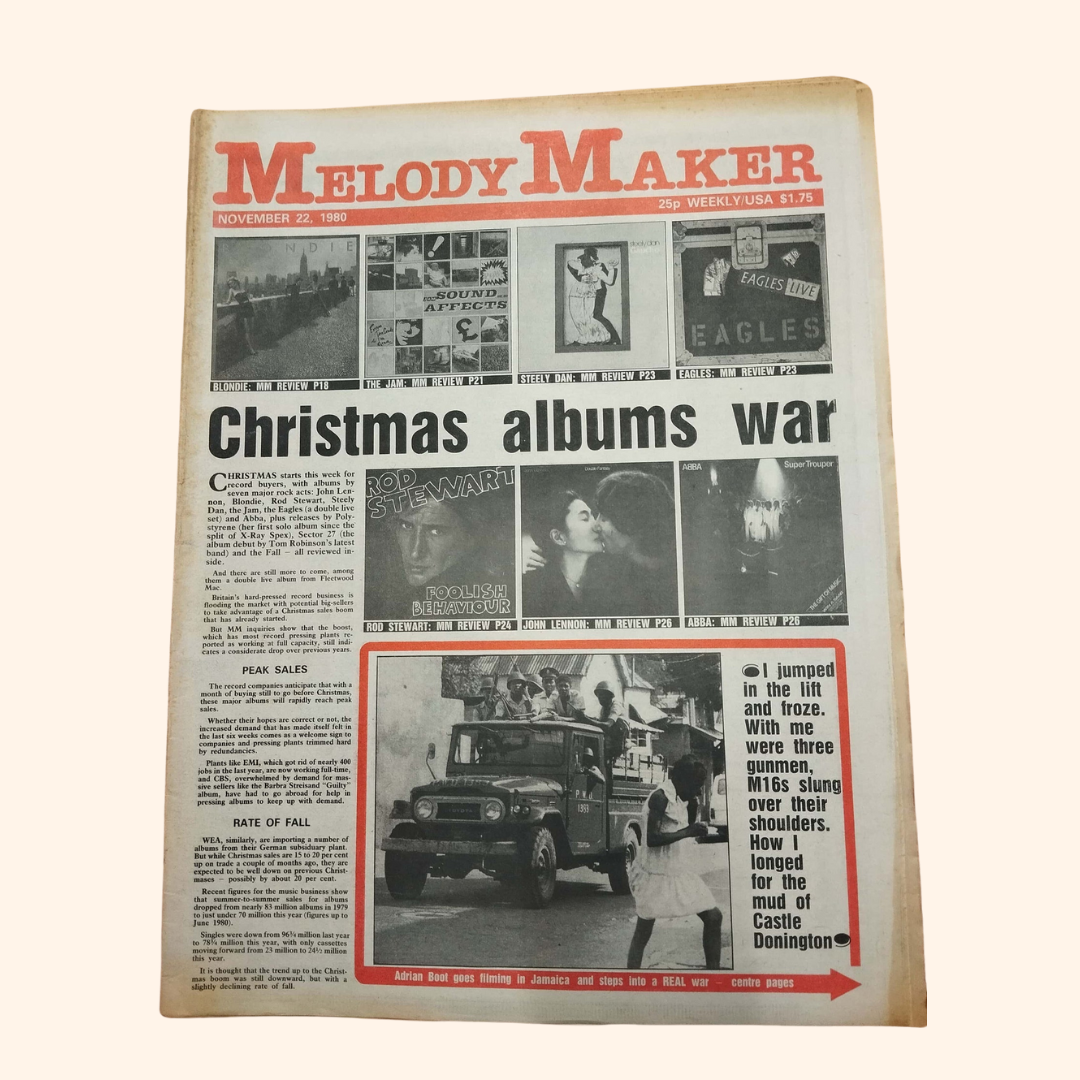 MELODY MAKER
NOVEMBER 22, 1980
25p WEEKLY/USA $1.75
NDIE
SOUND
AFFECTS
steely dan
EAGLES LIVE
EAGLES
BLONDIE: MM REVIEW P18
THE JAM: MM REVIEW P21
STEELY DAN: MM REVIEW P23
EAGLES: MM REVIEW P23
Christmas albums war
CHRISTMAS starts this week for
record buyers, with albums by
seven major rock acts: John Len-
non, Blondie, Rod Stewart, Steely
Dan, the Jam, the Eagles (a double live
set) and Abba, plus releases by Poly-
styrene (her first solo album since the
split of X-Ray Spex), Sector 27 (the
album debut by Tom Robinson's latest
band) and the Fall — all reviewed in-
side.
And there are still more to come, among
them a double live album from Fleetwood
Mac.
Britain's hard-pressed record business is
flooding the market with potential big-sellers
to take advantage of a Christmas sales boom
that has already started.
But MM inquiries show that the boost,
which has most record pressing plants re-
ported as working at full capacity, still indi-
cates a considerate drop over previous years.
PEAK SALES
The record companies anticipate that with a
month of buying still to go before Christmas,
these major albums will rapidly reach peak
sales.
Whether their hopes are correct or not, the
increased demand that has made itself felt in
the last six weeks comes as a welcome sign to
companies and pressing plants trimmed hard
by redundancies.
Plants like EMI, which got rid of nearly 400
jobs in the last year, are now working full-time,
and CBS, overwhelmed by demand for mas-
sive sellers like the Barbra Streisand "Guilty"
album, have had to go abroad for help in
pressing albums to keep up with demand.
RATE OF FALL
WEA, similarly, are importing a number of
albums from their German subsiduary plant.
But while Christmas sales are 15 to 20 per cent
up on trade a couple of months ago, they are
expected to be well down on previous Christ-
mases — possibly by about 20 per cent.
Recent figures for the music business show
that summer-to-summer sales for albums
dropped from nearly 83 million albums in 1979
to just under 70 million this year (figures up to
June 1980).
Singles were down from 96¾ million last year
to 78¾ million this year, with only cassettes
moving forward from 23 million to 24½ million
this year.
It is thought that the trend up to the Christ-
mas boom was still downward, but with a
slightly declining rate of fall.
ROD
STEWART
FOOLISH
BEHAVIOUR
ABBA
Super Trouper
ROD STEWART: MM REVIEW P24
JOHN LENNON: MM REVIEW P26
ABBA: MM REVIEW P26
P.W.D.
1993
I jumped
in the lift
and froze.
With me
were three
gunmen,
M16s slung
over their
shoulders.
How I
longed
for the
mud of
Castle
Donington
Adrian Boot goes filming in Jamaica and steps into a REAL war — centre pages